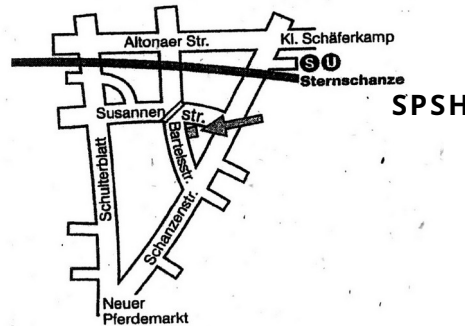 Altonaer Str.
Kl. Schäferkamp
S U
Sternschanze
SPSH
Susannen str.
Bartelsstr.
Schulterblatt
Schanzenstr.
Neuer
Pferdemarkt